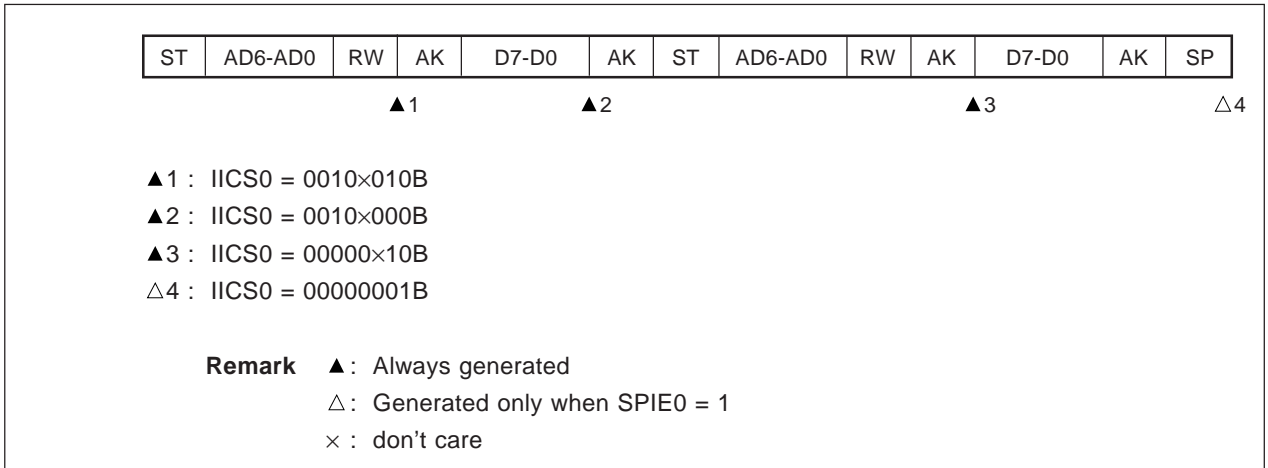 ST AD6-AD0 RW AK D7-D0 AK ST AD6-AD0 RW AK D7-D0 AK SP
▲1 ▲2 ▲3 △4
▲1 : IICS0 = 0010×010B
▲2 : IICS0 = 0010×000B
▲3 : IICS0 = 00000×10B
△4 : IICS0 = 00000001B
Remark ▲ : Always generated
△ : Generated only when SPIE0 = 1
× : don't care